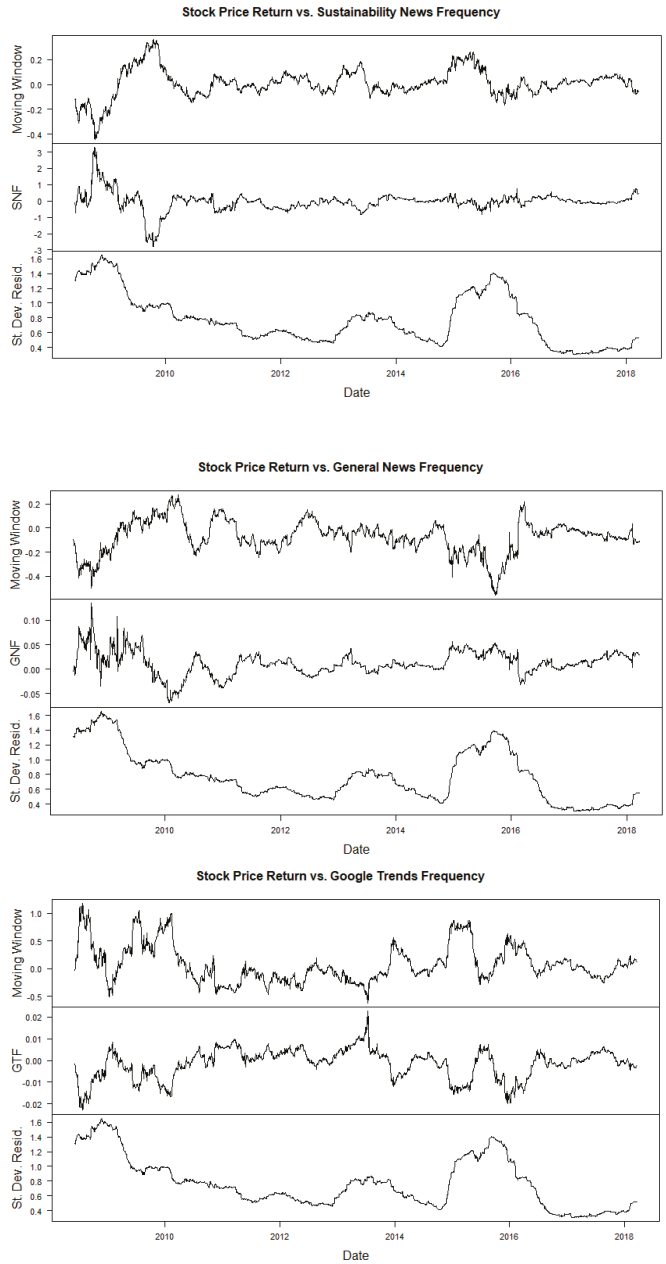 Stock Price Return vs. Sustainability News Frequency
Moving Window
0.2
0.0
-0.2
-0.4
SNF
3
2
1
0
-1
-2
-3
St. Dev. Resid.
1.6
1.4
1.2
1.0
0.8
0.6
0.4
2010 2012 2014 2016 2018
Date
Stock Price Return vs. General News Frequency
Moving Window
0.2
0.0
-0.2
-0.4
GNF
0.10
0.05
0.00
-0.05
St. Dev. Resid.
1.6
1.4
1.2
1.0
0.8
0.6
0.4
2010 2012 2014 2016 2018
Date
Stock Price Return vs. Google Trends Frequency
Moving Window
1.0
0.5
0.0
-0.5
GTF
0.02
0.01
0.00
-0.01
-0.02
St. Dev. Resid.
1.6
1.4
1.2
1.0
0.8
0.6
0.4
2010 2012 2014 2016 2018
Date